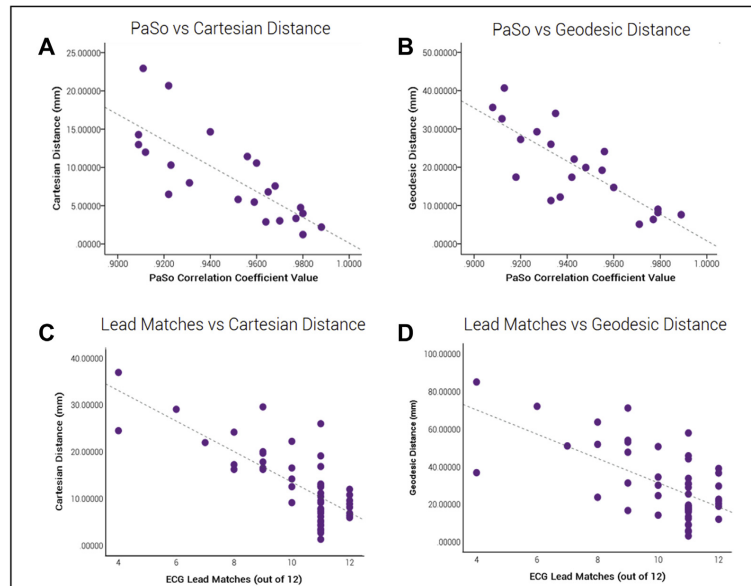 A
PaSo vs Cartesian Distance
25.00000
20.00000
15.00000
10.00000
5.00000
.00000
Cartesian Distance (mm)
.9000 .9200 .9400 .9600 .9800 1.0000
PaSo Correlation Coefficient Value
B
PaSo vs Geodesic Distance
50.00000
40.00000
30.00000
20.00000
10.00000
.00000
Geodesic Distance (mm)
.9000 .9200 .9400 .9600 .9800 1.0000
PaSo Correlation Coefficient Value
C
Lead Matches vs Cartesian Distance
40.00000
30.00000
20.00000
10.00000
.00000
Cartesian Distance (mm)
4 6 8 10 12
ECG Lead Matches (out of 12)
D
Lead Matches vs Geodesic Distance
100.00000
80.00000
60.00000
40.00000
20.00000
.00000
Geodesic Distance (mm)
4 6 8 10 12
ECG Lead Matches (out of 12)